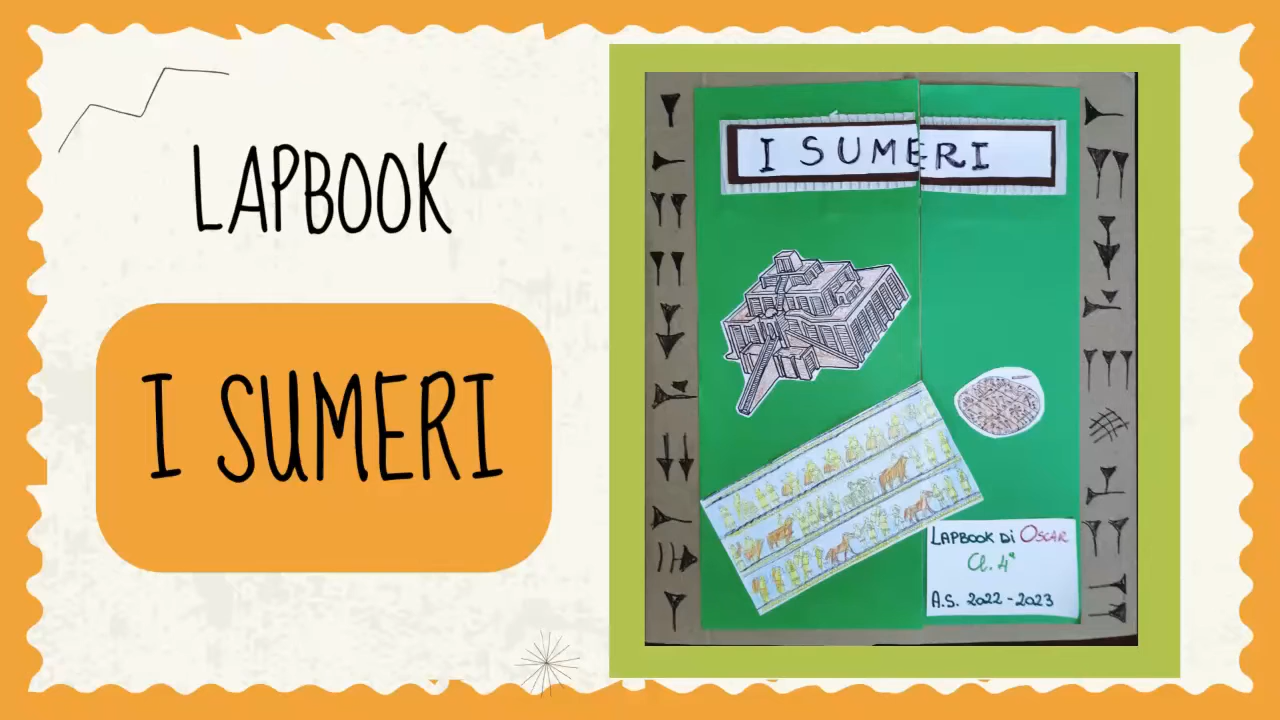 LAPBOOK
I SUMERI
I SUMERI
LAPBOOK DI OSCAR
Cl. 4ª
A.S. 2022-2023